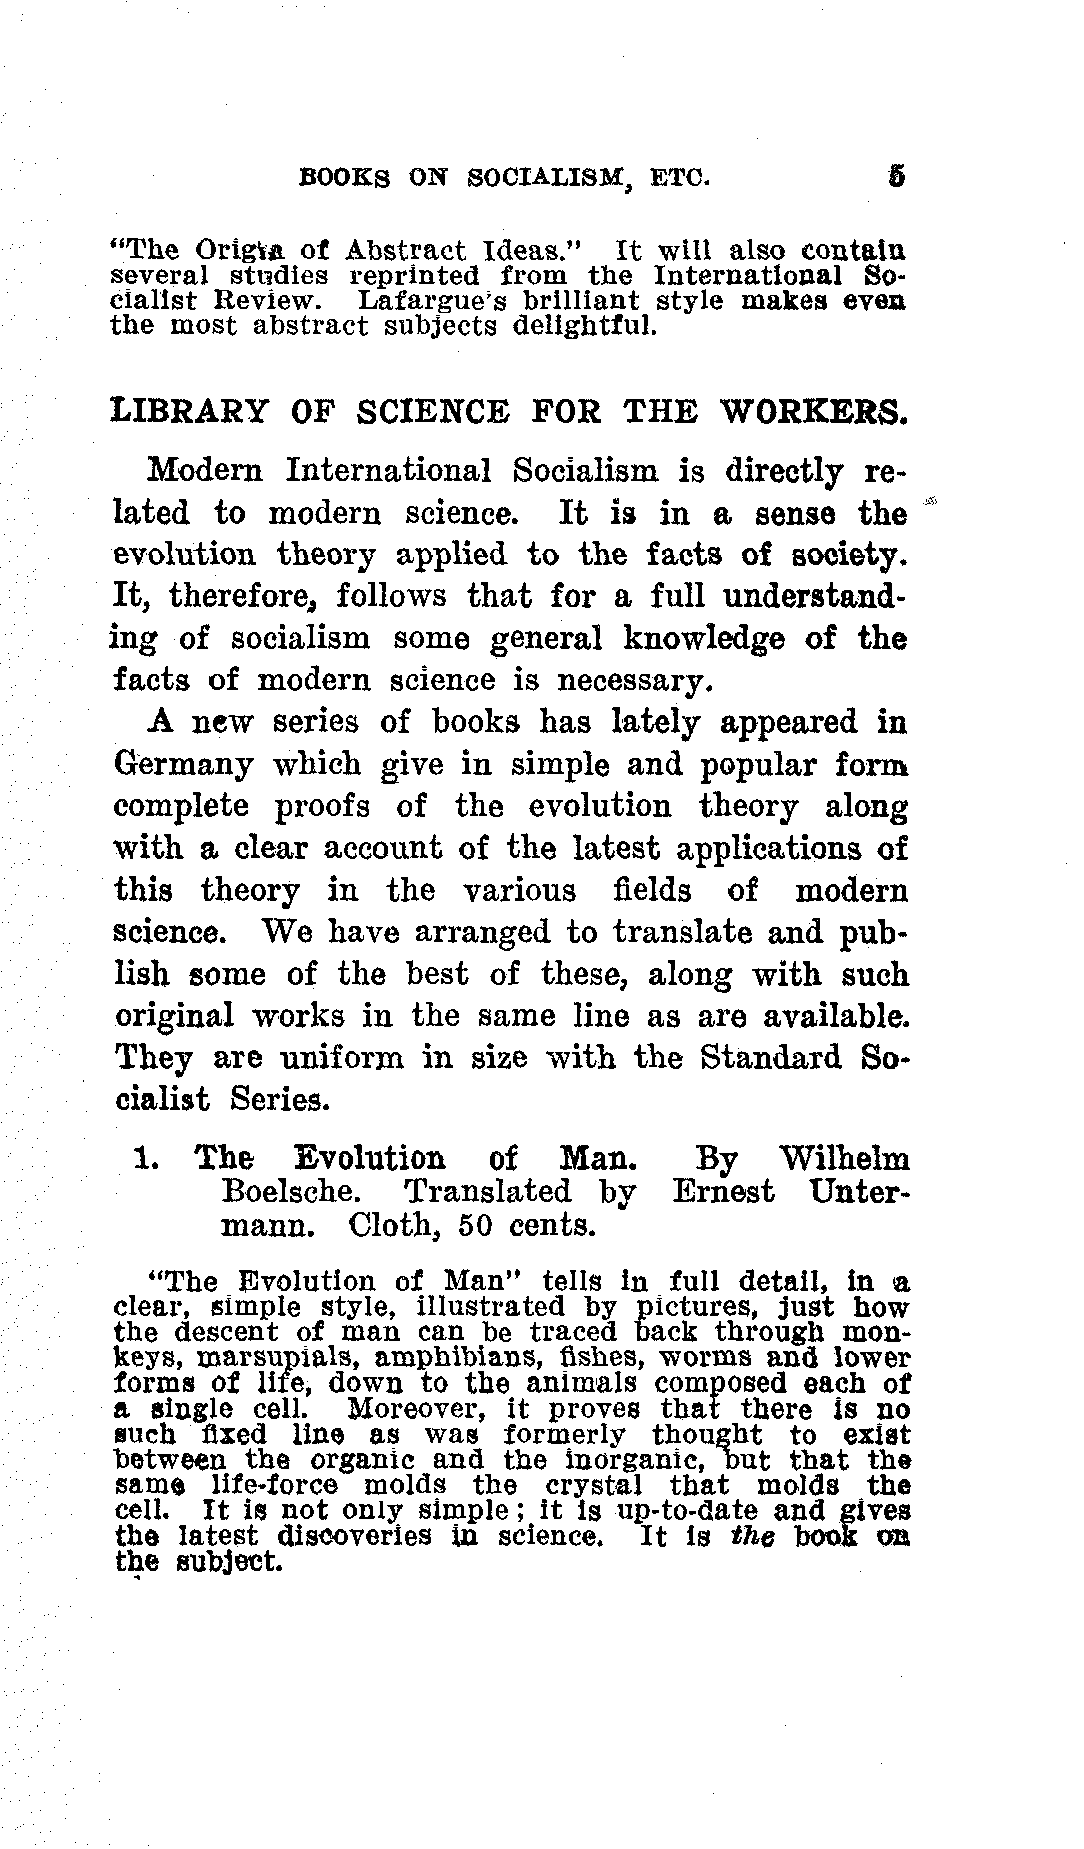 BOOKS ON SOCIALISM, ETC. 5
“The Origin of Abstract Ideas.” It will also contain
several studies reprinted from the International So-
cialist Review. Lafargue's brilliant style makes even
the most abstract subjects delightful.
LIBRARY OF SCIENCE FOR THE WORKERS.
Modern International Socialism is directly re-
lated to modern science. It is in a sense the
evolution theory applied to the facts of society.
It, therefore, follows that for a full understand-
ing of socialism some general knowledge of the
facts of modern science is necessary.
A new series of books has lately appeared in
Germany which give in simple and popular form
complete proofs of the evolution theory along
with a clear account of the latest applications of
this theory in the various fields of modern
science. We have arranged to translate and pub-
lish some of the best of these, along with such
original works in the same line as are available.
They are uniform in size with the Standard So-
cialist Series.
1. The Evolution of Man. By Wilhelm
Boelsche. Translated by Ernest Unter-
mann. Cloth, 50 cents.
“The Evolution of Man” tells in full detail, in a
clear, simple style, illustrated by pictures, just how
the descent of man can be traced back through mon-
keys, marsupials, amphibians, fishes, worms and lower
forms of life, down to the animals composed each of
a single cell. Moreover, it proves that there is no
such fixed line as was formerly thought to exist
between the organic and the inorganic, but that the
same life-force molds the crystal that molds the
cell. It is not only simple; it is up-to-date and gives
the latest discoveries in science. It is the book on
the subject.